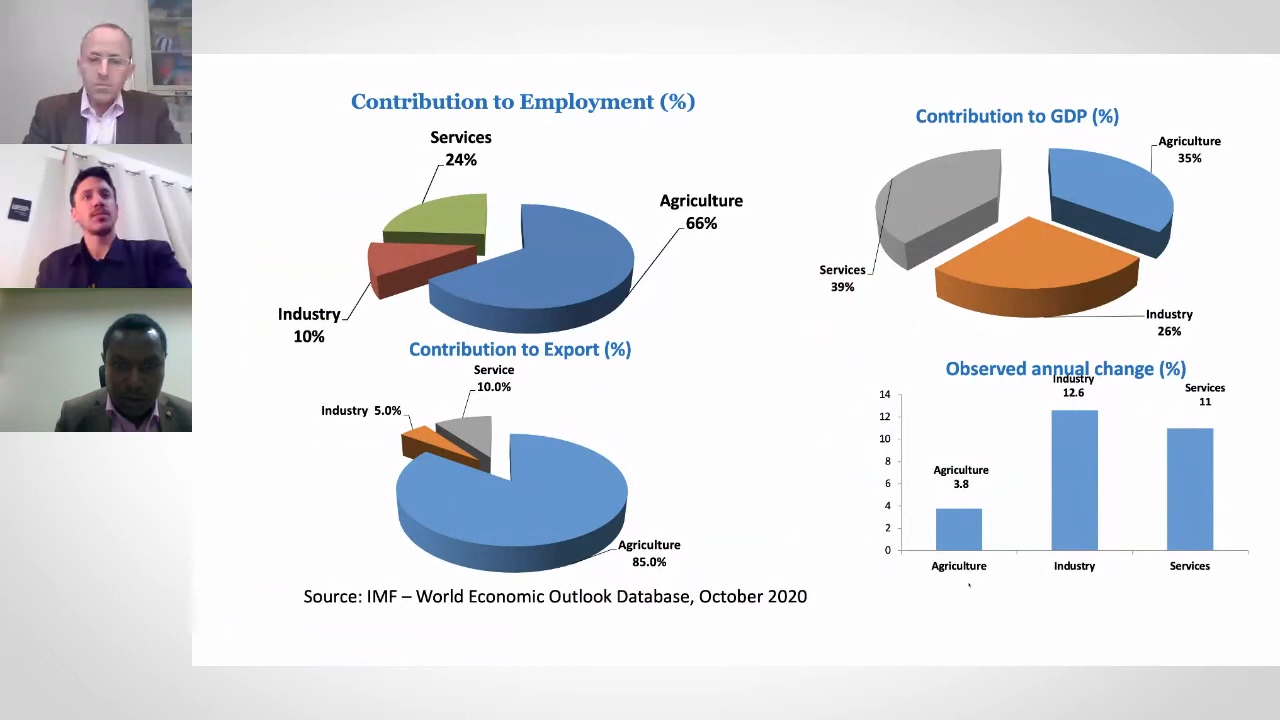 Contribution to Employment (%)
Services
24%
Agriculture
66%
Industry
10%
Contribution to GDP (%)
Agriculture
35%
Services
39%
Industry
26%
Contribution to Export (%)
Service
10.0%
Industry 5.0%
Agriculture
85.0%
Observed annual change (%)
Industry
12.6
Services
11
Agriculture
3.8
14
12
10
8
6
4
2
0
Agriculture
Industry
Services
Source: IMF – World Economic Outlook Database, October 2020